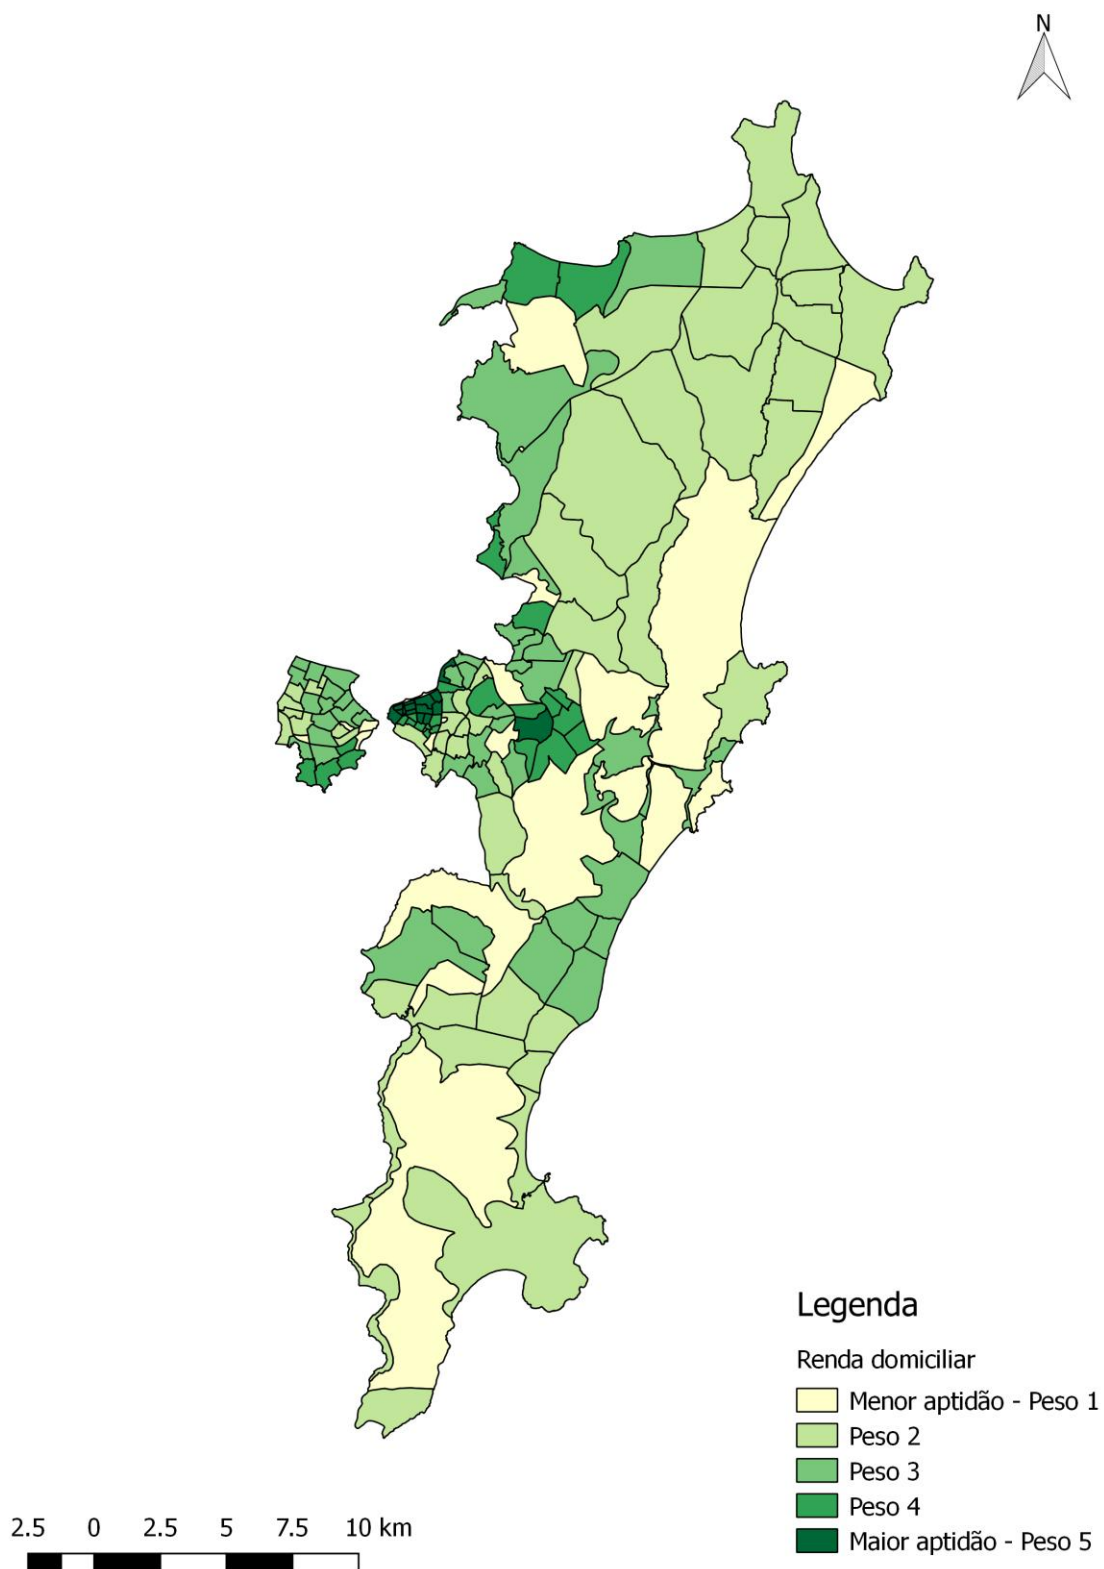 N
Legenda
Renda domiciliar
Menor aptidão - Peso 1
Peso 2
Peso 3
Peso 4
Maior aptidão - Peso 5
2.5 0 2.5 5 7.5 10 km